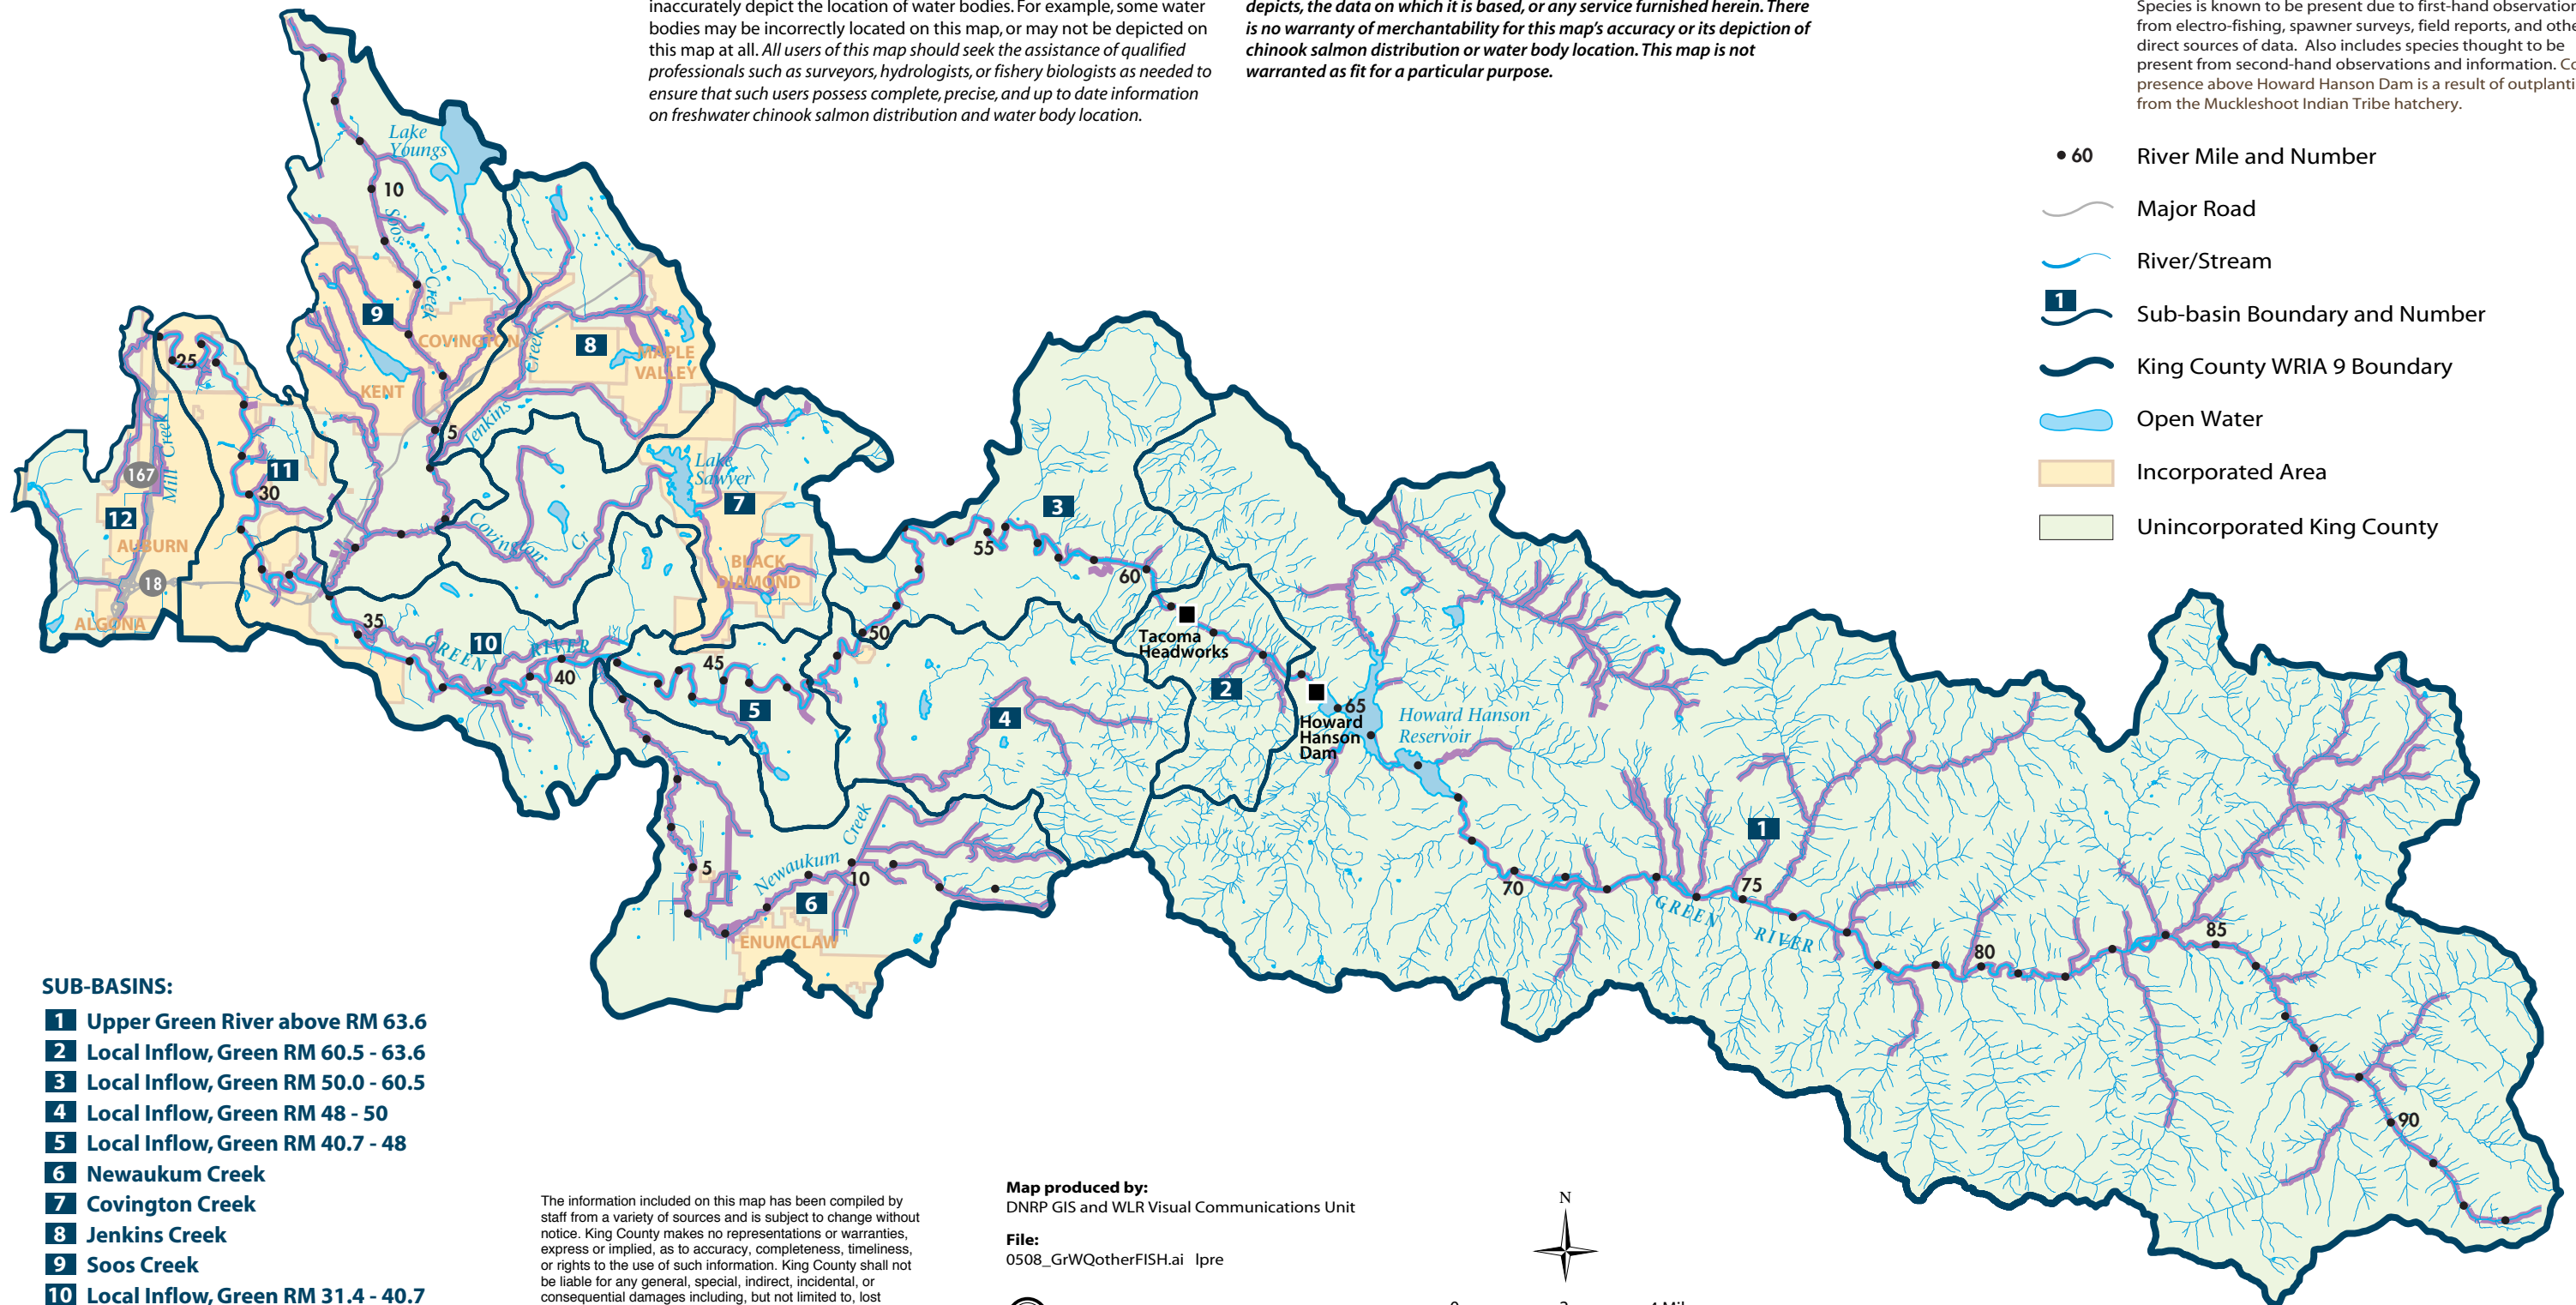 inaccurately depict the location of water bodies. For example, some water
bodies may be incorrectly located on this map, or may not be depicted on
this map at all. All users of this map should seek the assistance of qualified
professionals such as surveyors, hydrologists, or fishery biologists as needed to
ensure that such users possess complete, precise, and up to date information
on freshwater chinook salmon distribution and water body location.
depicts, the data on which it is based, or any service furnished herein. There
is no warranty of merchantability for this map's accuracy or its depiction of
chinook salmon distribution or water body location. This map is not
warranted as fit for a particular purpose.
Species is known to be present due to first-hand observation
from electro-fishing, spawner surveys, field reports, and othe
direct sources of data. Also includes species thought to be
present from second-hand observations and information. Co
presence above Howard Hanson Dam is a result of outplanti
from the Muckleshoot Indian Tribe hatchery.
60 River Mile and Number
Major Road
River/Stream
1 Sub-basin Boundary and Number
King County WRIA 9 Boundary
Open Water
Incorporated Area
Unincorporated King County
Lake
Youngs
10
Soos
Creek
9
COVINGTON
KENT
8
MAPLE
VALLEY
Creek
Jenkins
5
25
Mill Creek
167
11
30
12
AUBURN
18
ALGONA
Lake
Sawyer
7
Covington Cr
BLACK
DIAMOND
3
55
60
50
Tacoma
Headworks
2
35
GREEN RIVER
10
40
45
5
4
65
Howard
Hanson
Dam
Howard Hanson
Reservoir
1
5
Newaukum Creek
10
6
ENUMCLAW
70
75
GREEN RIVER
80
85
90
SUB-BASINS:
1 Upper Green River above RM 63.6
2 Local Inflow, Green RM 60.5 - 63.6
3 Local Inflow, Green RM 50.0 - 60.5
4 Local Inflow, Green RM 48 - 50
5 Local Inflow, Green RM 40.7 - 48
6 Newaukum Creek
7 Covington Creek
8 Jenkins Creek
9 Soos Creek
10 Local Inflow, Green RM 31.4 - 40.7
The information included on this map has been compiled by
staff from a variety of sources and is subject to change without
notice. King County makes no representations or warranties,
express or implied, as to accuracy, completeness, timeliness,
or rights to the use of such information. King County shall not
be liable for any general, special, indirect, incidental, or
consequential damages including, but not limited to, lost
Map produced by:
DNRP GIS and WLR Visual Communications Unit
File:
0508_GrWQotherFISH.ai lpre
N